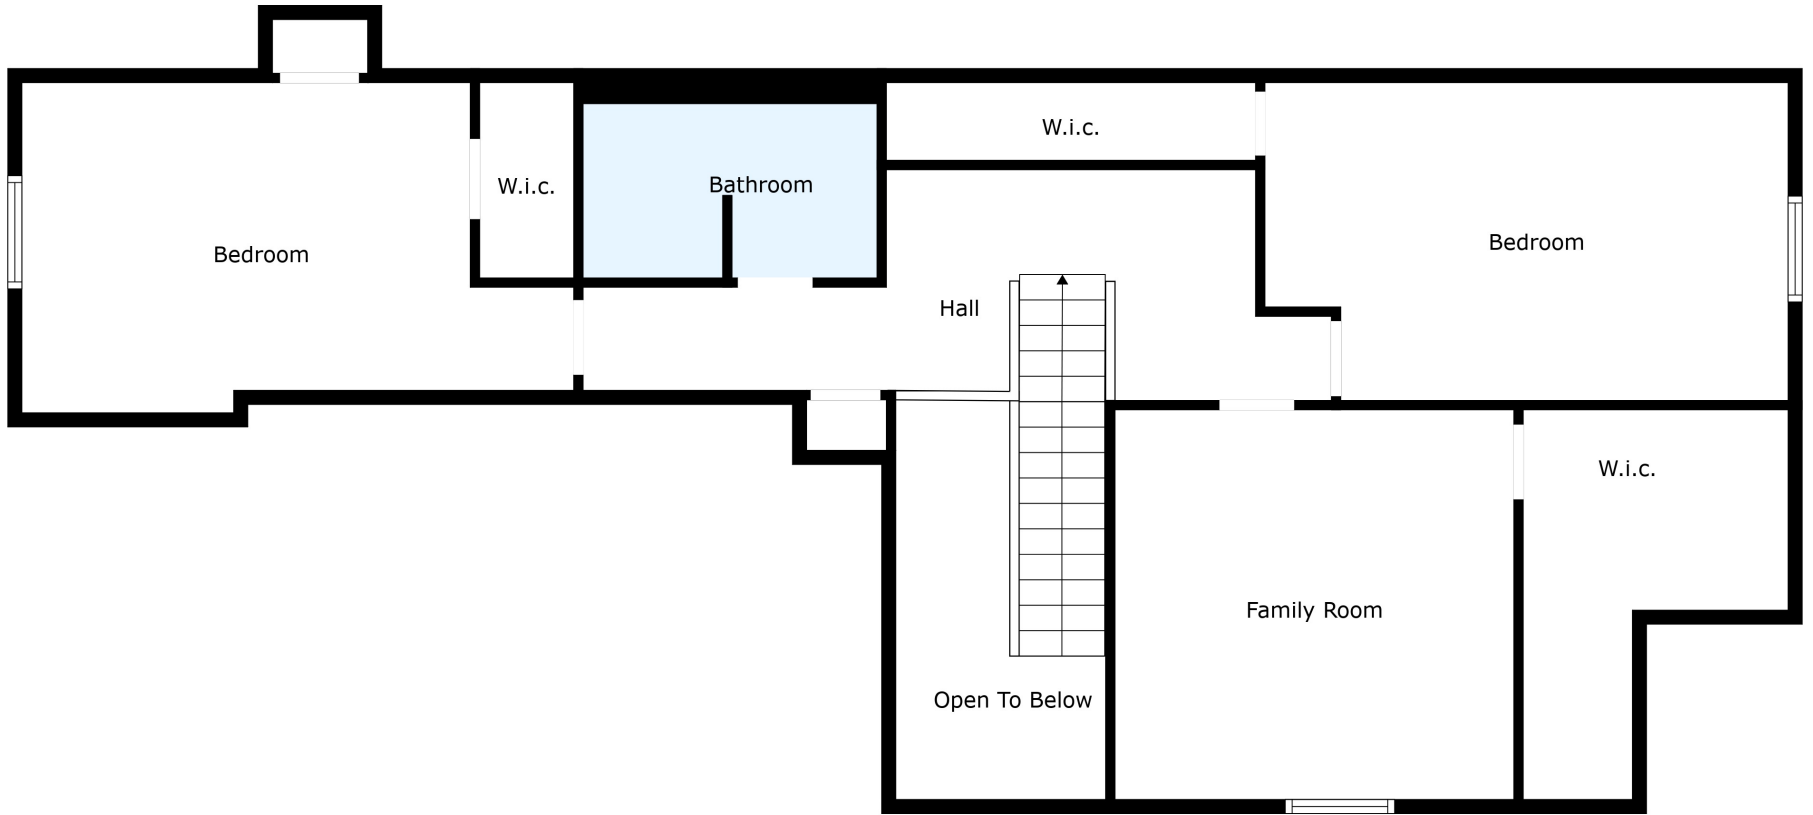 W.i.c.
W.i.c.
Bathroom
Bedroom
Bedroom
Hall
W.i.c.
Family Room
Open To Below